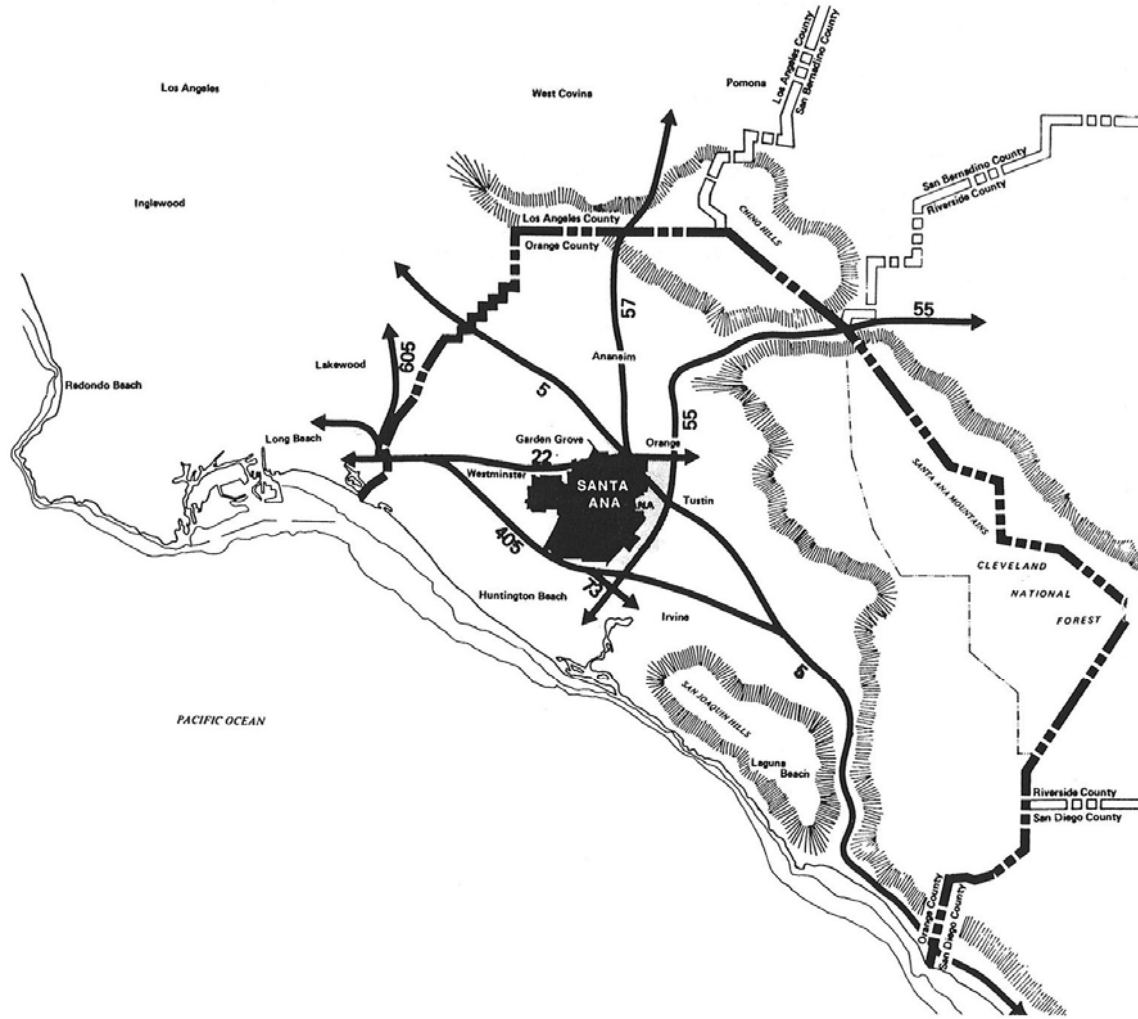 Los Angeles
West Covina
Pomona
Los Angeles County
San Bernadino County
San Bernadino County
Riverside County
Inglewood
Los Angeles County
Orange County
CHINO HILLS
57
55
605
Lakewood
Ananeim
Redondo Beach
5
55
Long Beach
Garden Grove
Orange
22
Westminster
SANTA
ANA
NA
Tustin
SANTA ANA MOUNTAINS
405
CLEVELAND
NATIONAL
FOREST
73
Huntington Beach
Irvine
5
SAN JOAQUIN HILLS
PACIFIC OCEAN
Laguna
Beach
Riverside County
San Diego County
Orange County
San Diego County